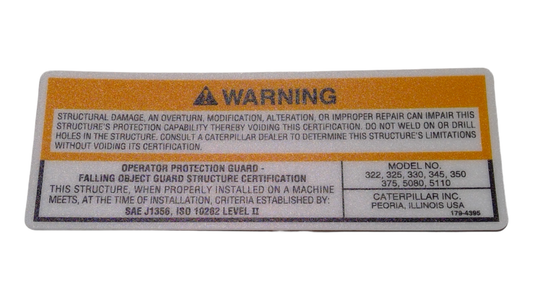 WARNING
STRUCTURAL DAMAGE, AN OVERTURN, MODIFICATION, ALTERATION, OR IMPROPER REPAIR CAN IMPAIR THIS
STRUCTURE'S PROTECTION CAPABILITY THEREBY VOIDING THIS CERTIFICATION. DO NOT WELD ON OR DRILL
HOLES IN THE STRUCTURE. CONSULT A CATERPILLAR DEALER TO DETERMINE THIS STRUCTURE'S LIMITATIONS
WITHOUT VOIDING ITS CERTIFICATION.
OPERATOR PROTECTION GUARD -
FALLING OBJECT GUARD STRUCTURE CERTIFICATION
THIS STRUCTURE, WHEN PROPERLY INSTALLED ON A MACHINE
MEETS, AT THE TIME OF INSTALLATION, CRITERIA ESTABLISHED BY:
SAE J1356, ISO 10262 LEVEL II
MODEL NO.
322, 325, 330, 345, 350
375, 5080, 5110
CATERPILLAR INC.
PEORIA, ILLINOIS USA
179-4395